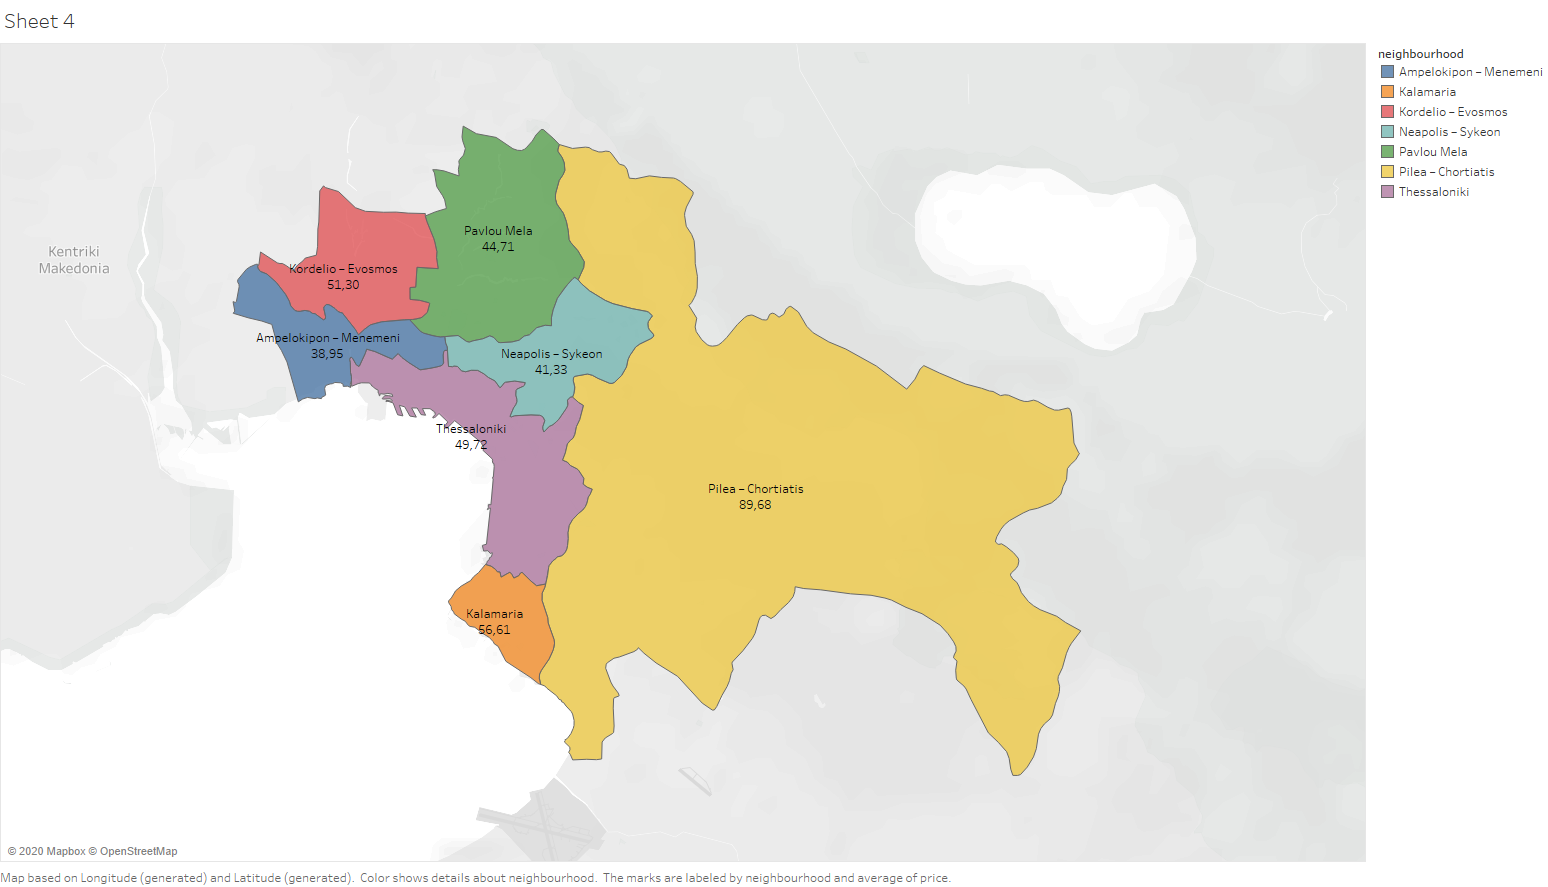 Sheet 4
neighbourhood
Ampelokipon – Menemeni
Kalamaria
Kordelio – Evosmos
Neapolis – Sykeon
Pavlou Mela
Pilea – Chortiatis
Thessaloniki
Kentriki
Makedonia
Pavlou Mela
44,71
Kordelio – Evosmos
51,30
Ampelokipon – Menemeni
38,95
Neapolis – Sykeon
41,33
Thessaloniki
49,72
Pilea – Chortiatis
89,68
Kalamaria
56,61
© 2020 Mapbox © OpenStreetMap
Map based on Longitude (generated) and Latitude (generated). Color shows details about neighbourhood. The marks are labeled by neighbourhood and average of price.